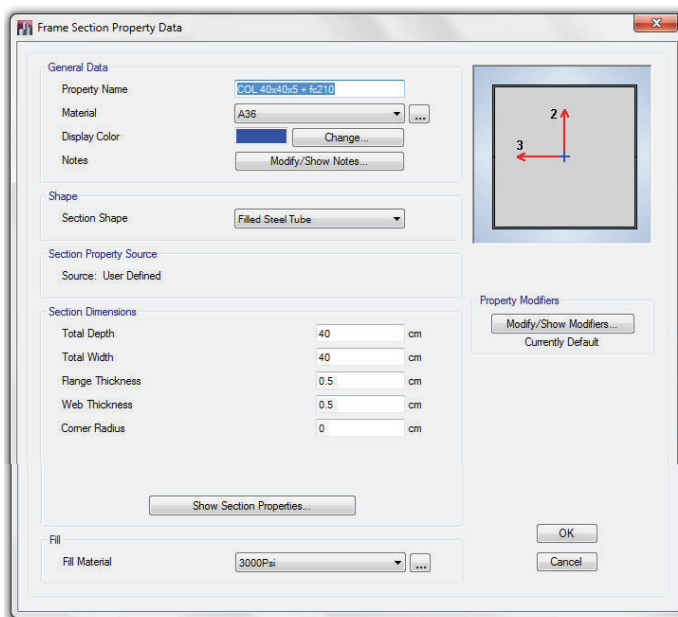 Frame Section Property Data
General Data
Property Name COL 40x40x5 + fc210
Material A36 ...
Display Color Change...
Notes Modify/Show Notes...
2
3
Shape
Section Shape Filled Steel Tube
Section Property Source
Source: User Defined
Property Modifiers
Modify/Show Modifiers...
Currently Default
Section Dimensions
Total Depth 40 cm
Total Width 40 cm
Flange Thickness 0.5 cm
Web Thickness 0.5 cm
Corner Radius 0 cm
Show Section Properties...
OK
Cancel
Fill
Fill Material 3000Psi ...